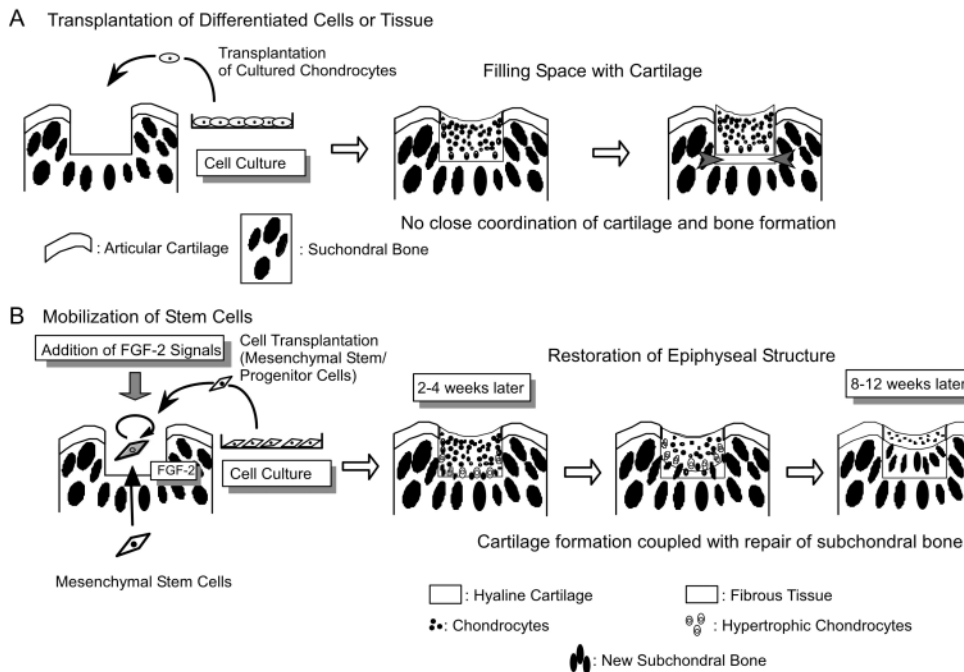 A Transplantation of Differentiated Cells or Tissue
Transplantation
of Cultured Chondrocytes
Filling Space with Cartilage
Cell Culture
No close coordination of cartilage and bone formation
: Articular Cartilage
: Suchondral Bone
B Mobilization of Stem Cells
Addition of FGF-2 Signals
Cell Transplantation
(Mesenchymal Stem/
Progenitor Cells)
Restoration of Epiphyseal Structure
2-4 weeks later
8-12 weeks later
FGF-2
Cell Culture
Cartilage formation coupled with repair of subchondral bone
Mesenchymal Stem Cells
: Hyaline Cartilage
: Fibrous Tissue
: Chondrocytes
: Hypertrophic Chondrocytes
: New Subchondral Bone